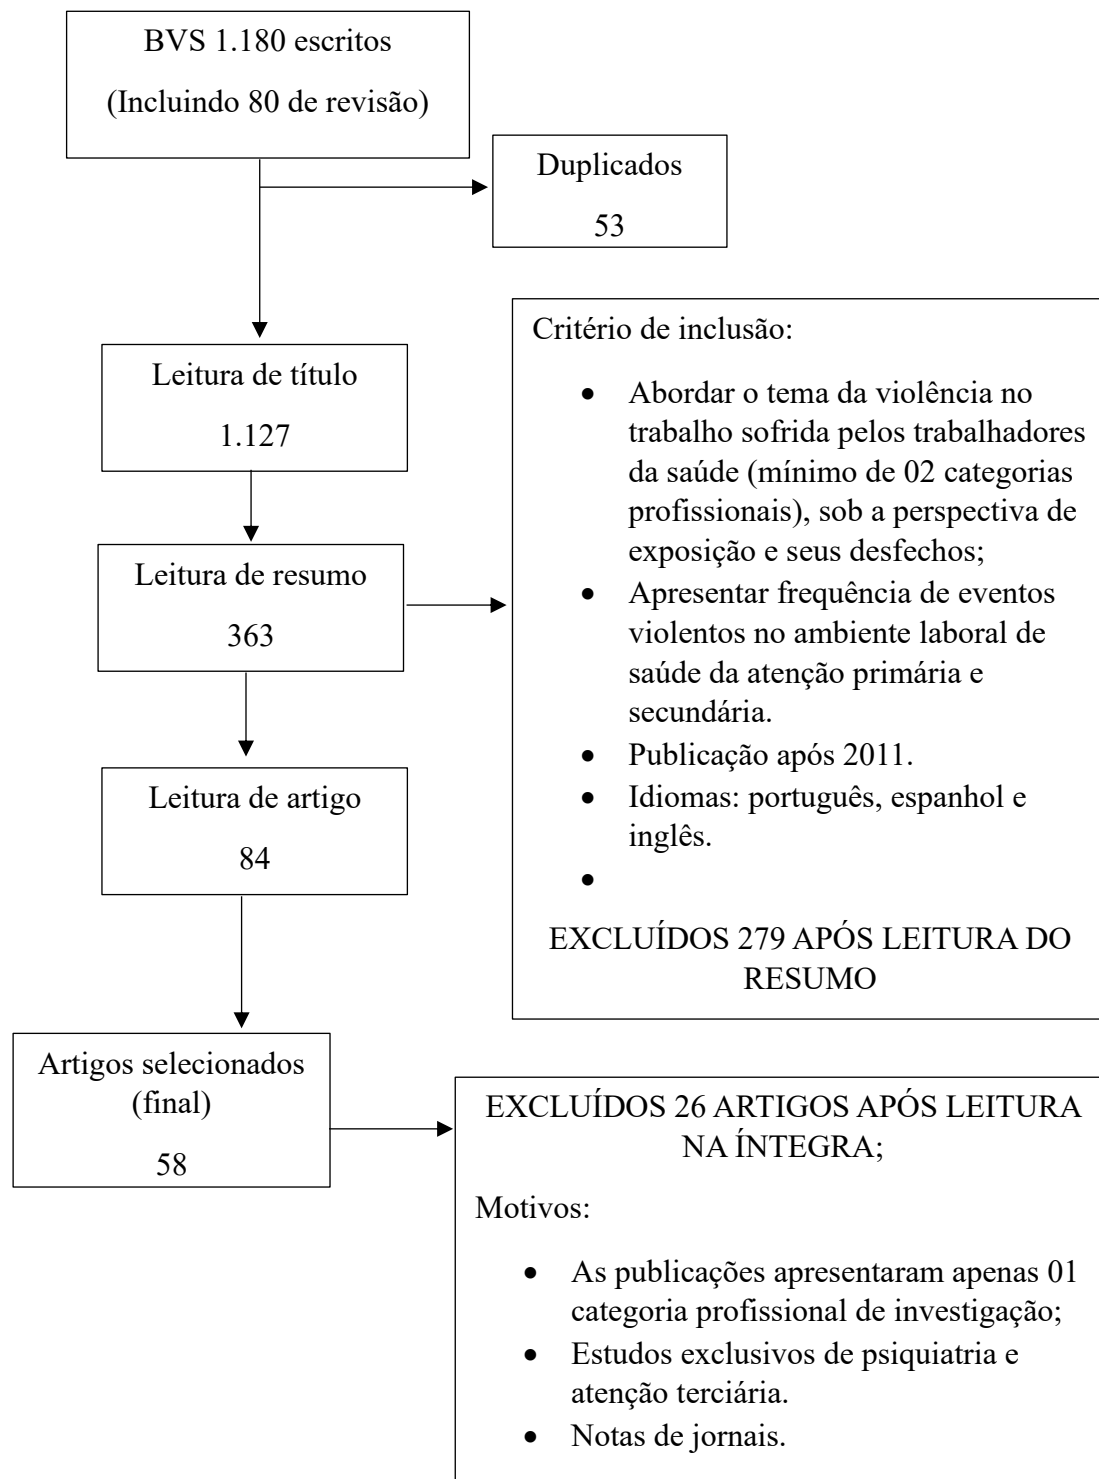 BVS 1.180 escritos
(Incluindo 80 de revisão)
Duplicados
53
Leitura de título
1.127
Critério de inclusão:
• Abordar o tema da violência no
trabalho sofrida pelos trabalhadores
da saúde (mínimo de 02 categorias
profissionais), sob a perspectiva de
exposição e seus desfechos;
• Apresentar frequência de eventos
violentos no ambiente laboral de
saúde da atenção primária e
secundária.
• Publicação após 2011.
• Idiomas: português, espanhol e
inglês.
•
EXCLUÍDOS 279 APÓS LEITURA DO
RESUMO
Leitura de resumo
363
Leitura de artigo
84
Artigos selecionados
(final)
58
EXCLUÍDOS 26 ARTIGOS APÓS LEITURA
NA ÍNTEGRA;
Motivos:
• As publicações apresentaram apenas 01
categoria profissional de investigação;
• Estudos exclusivos de psiquiatria e
atenção terciária.
• Notas de jornais.